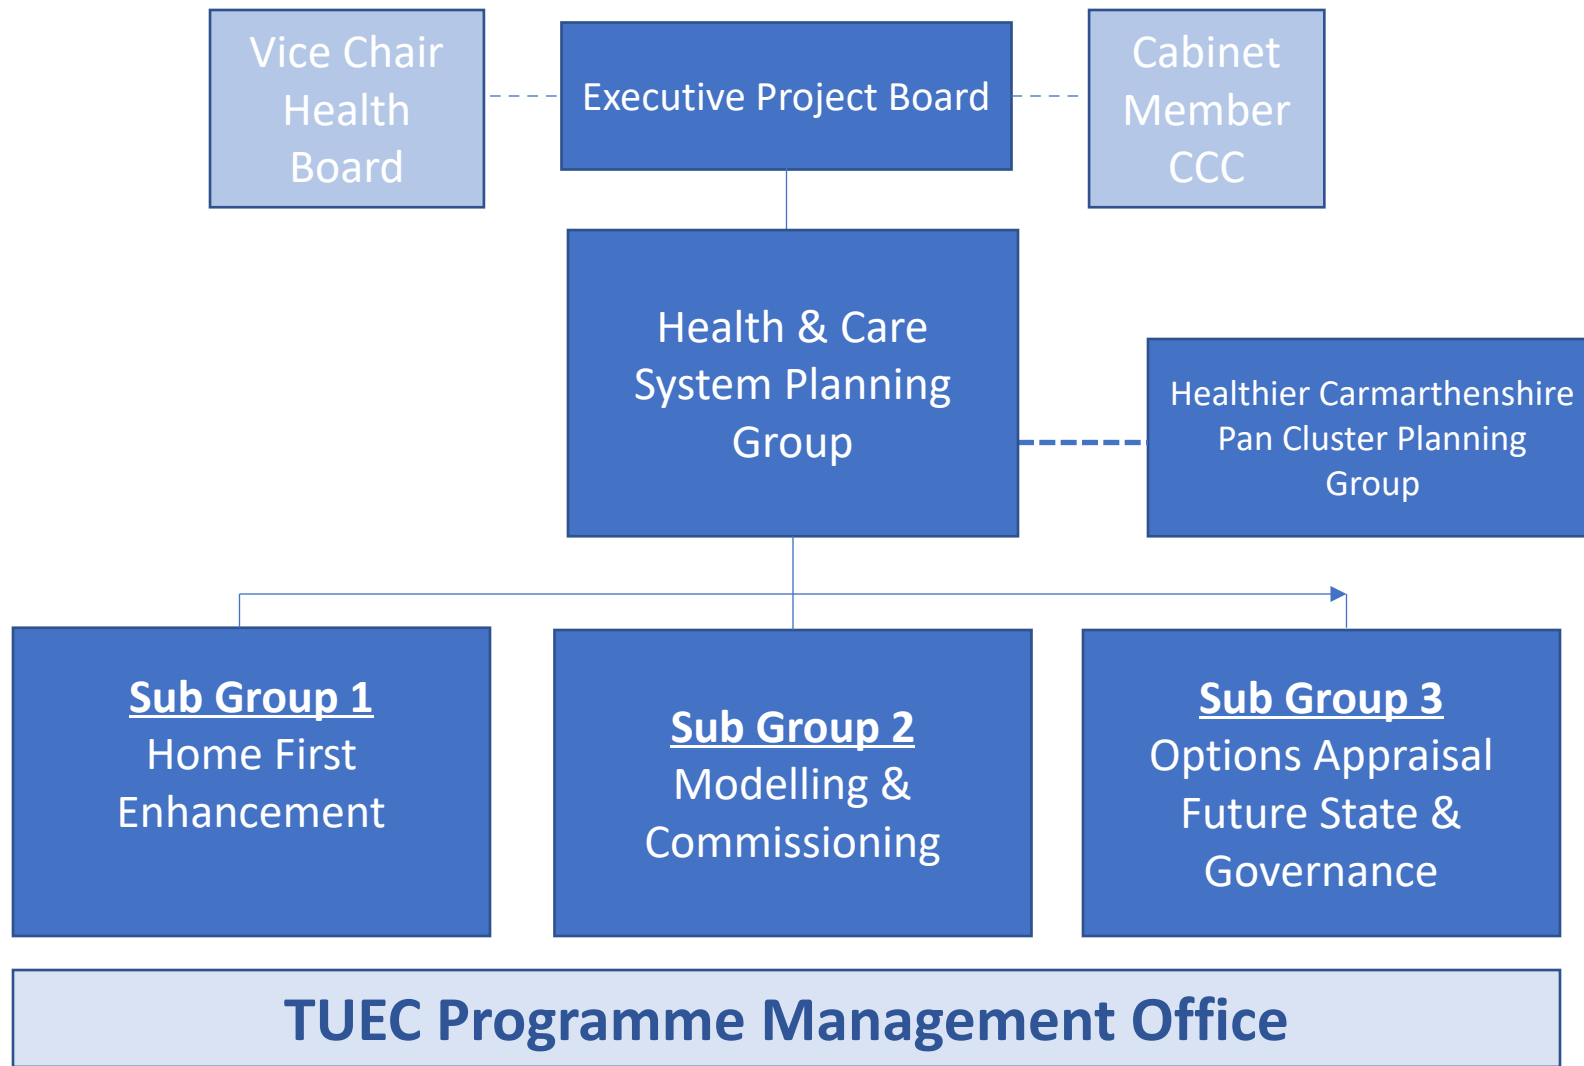 Vice Chair
Health
Board
Executive Project Board
Cabinet
Member
CCC
Health & Care
System Planning
Group
Healthier Carmarthenshire
Pan Cluster Planning
Group
Sub Group 1
Home First
Enhancement
Sub Group 2
Modelling &
Commissioning
Sub Group 3
Options Appraisal
Future State &
Governance
TUEC Programme Management Office